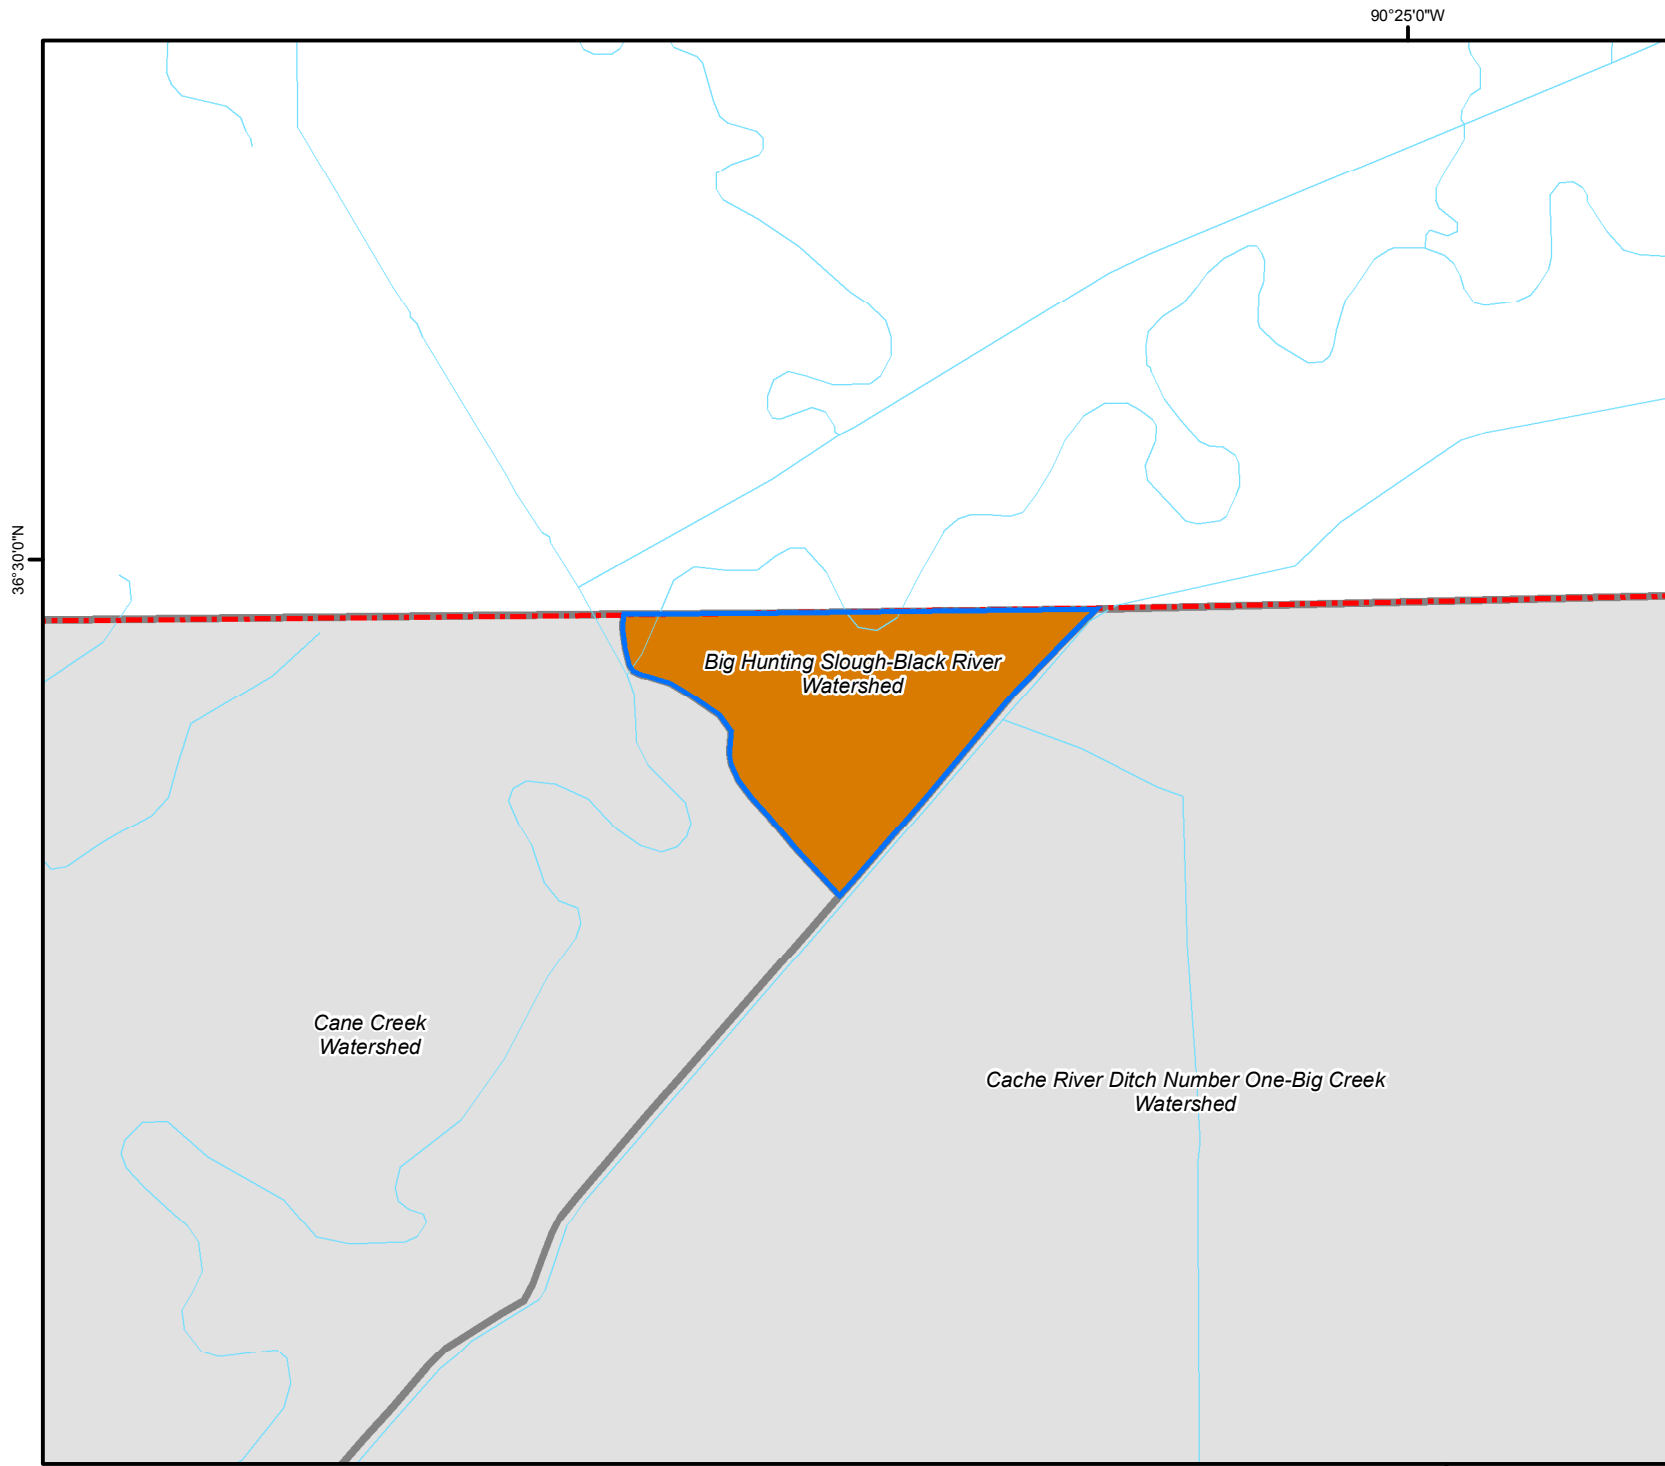 90°25'0"W
36°30'0"N
Big Hunting Slough-Black River
Watershed
Cane Creek
Watershed
Cache River Ditch Number One-Big Creek
Watershed